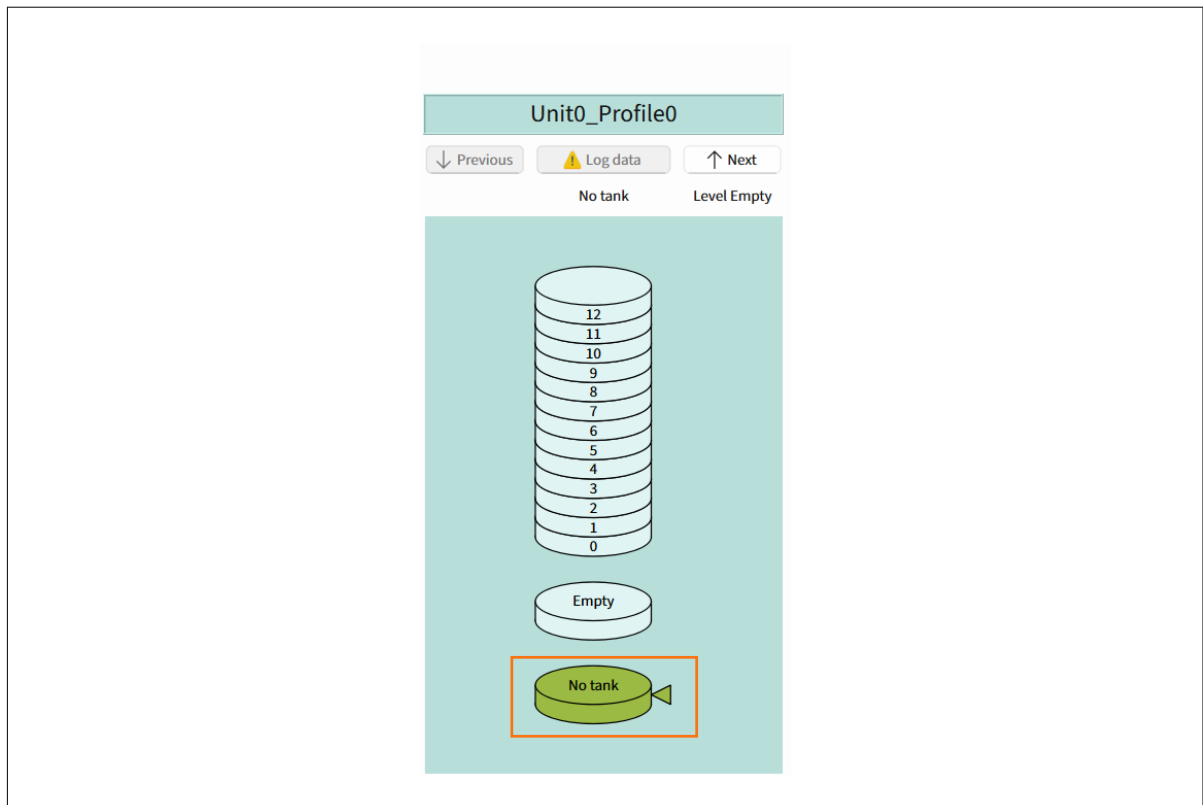 Unit0_Profile0
Previous Log data Next
No tank Level Empty
12
11
10
9
8
7
6
5
4
3
2
1
0
Empty
No tank